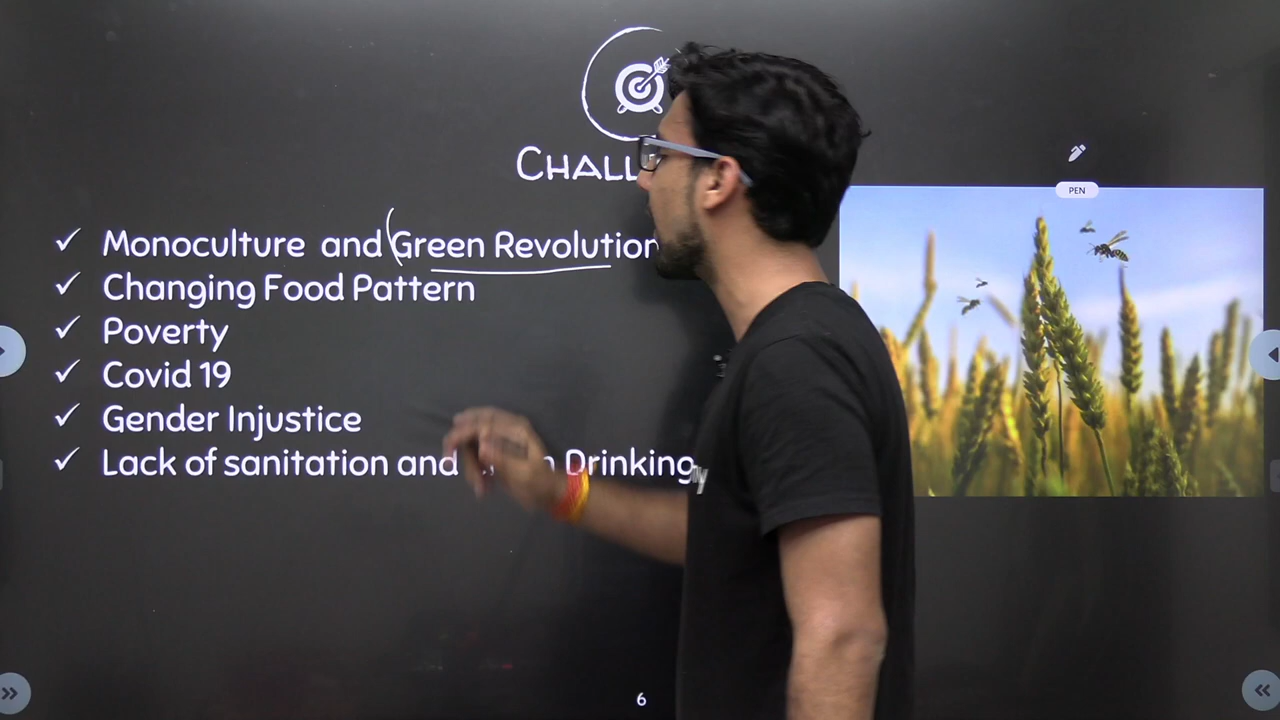 CHALL
PEN
Monoculture and Green Revolution
Changing Food Pattern
Poverty
Covid 19
Gender Injustice
Lack of sanitation and Drinking
6